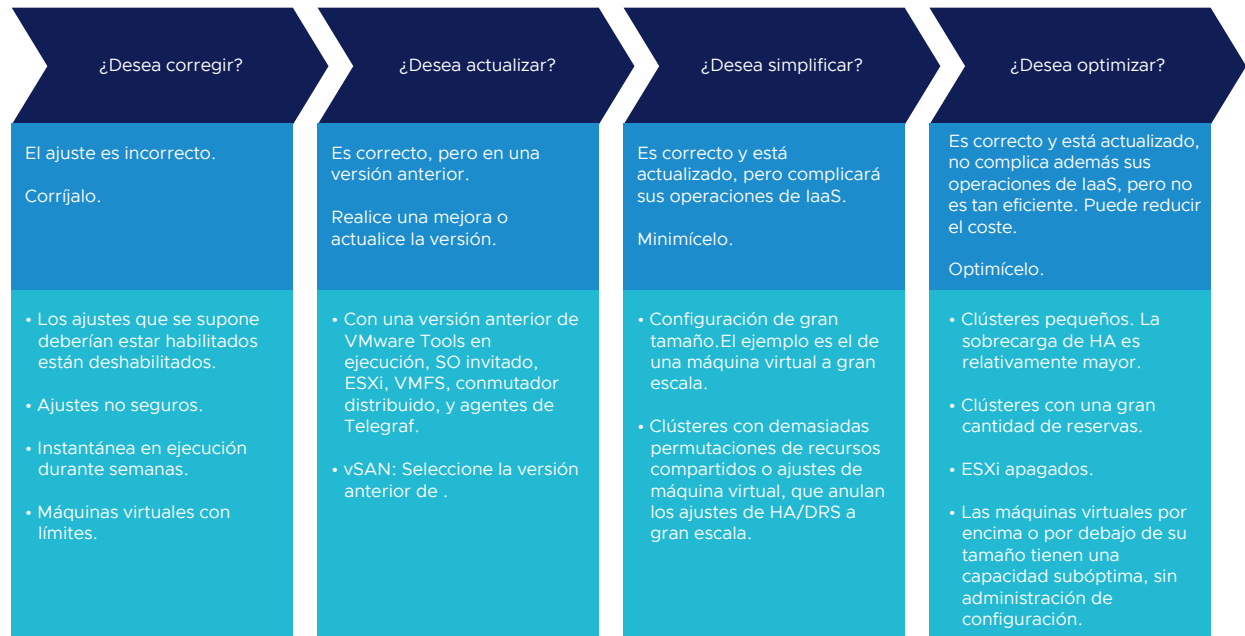 ¿Desea corregir?
El ajuste es incorrecto.
Corríjalo.
• Los ajustes que se supone
deberían estar habilitados
están deshabilitados.
• Ajustes no seguros.
• Instantánea en ejecución
durante semanas.
• Máquinas virtuales con
límites.
¿Desea actualizar?
Es correcto, pero en una
versión anterior.
Realice una mejora o
actualice la versión.
• Con una versión anterior de
VMware Tools en
ejecución, SO invitado,
ESXi, VMFS, conmutador
distribuido, y agentes de
Telegraf.
• vSAN: Seleccione la versión
anterior de .
¿Desea simplificar?
Es correcto y está
actualizado, pero complicará
sus operaciones de IaaS.
Minimícelo.
• Configuración de gran
tamaño.El ejemplo es el de
una máquina virtual a gran
escala.
• Clústeres con demasiadas
permutaciones de recursos
compartidos o ajustes de
máquina virtual, que anulan
los ajustes de HA/DRS a
gran escala.
¿Desea optimizar?
Es correcto y está actualizado,
no complica además sus
operaciones de IaaS, pero no
es tan eficiente. Puede reducir
el coste.
Optimícelo.
• Clústeres pequeños. La
sobrecarga de HA es
relativamente mayor.
• Clústeres con una gran
cantidad de reservas.
• ESXi apagados.
• Las máquinas virtuales por
encima o por debajo de su
tamaño tienen una
capacidad subóptima, sin
administración de
configuración.